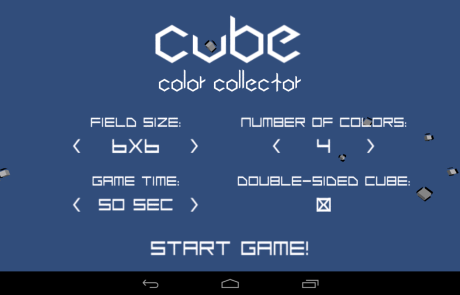 cube
color collector
FIELD SIZE:
< 6X6 >
NUMBER OF COLORS:
< 4 >
GAME TIME:
< 50 SEC >
DOUBLE-SIDED CUBE:
START GAME!